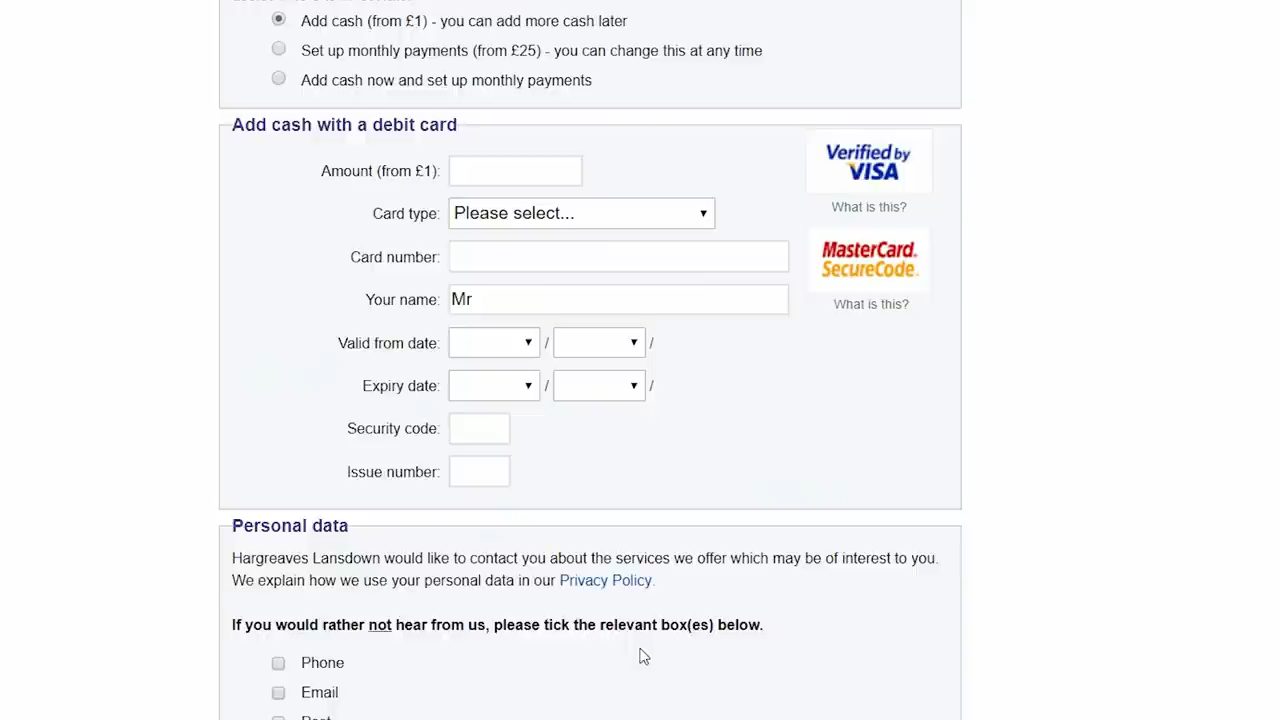 Add cash (from £1) - you can add more cash later
Set up monthly payments (from £25) - you can change this at any time
Add cash now and set up monthly payments
Add cash with a debit card
Amount (from £1):
Verified by
VISA
What is this?
Card type: Please select...
Card number:
MasterCard.
SecureCode.
What is this?
Your name: Mr
Valid from date: / /
Expiry date: / /
Security code:
Issue number:
Personal data
Hargreaves Lansdown would like to contact you about the services we offer which may be of interest to you.
We explain how we use your personal data in our Privacy Policy.
If you would rather not hear from us, please tick the relevant box(es) below.
Phone
Email